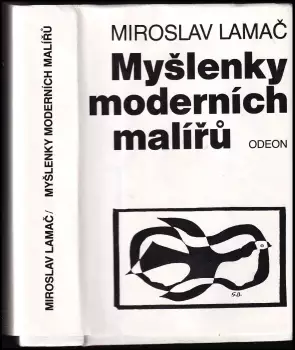 MIROSLAV LAMAČ/ MYŠLENKY MODERNÍCH MALÍŘŮ
MIROSLAV LAMAČ
Myšlenky
moderních
malířů
ODEON
G.B.